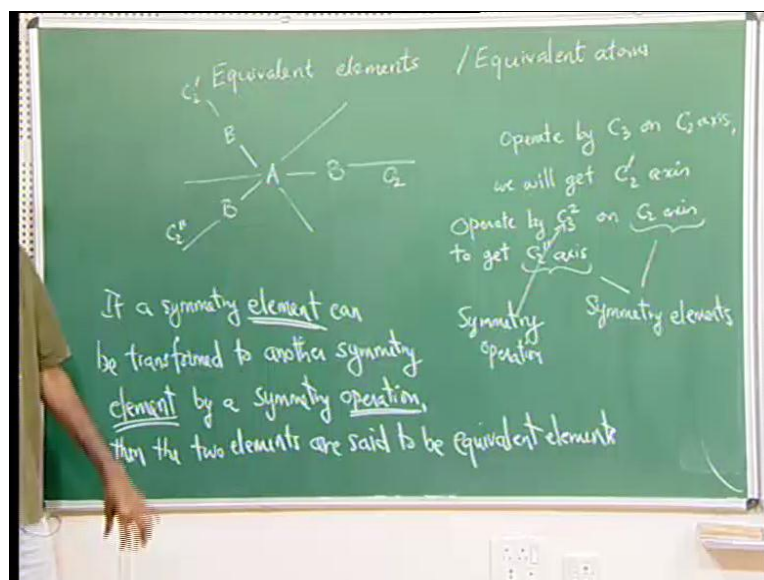 Equivalent elements / Equivalent atoms
C2'
B
A B C2
B
C2''
Operate by C3 on C2 axis,
we will get C2' axis
Operate by C3^2 on C2 axis
to get C2'' axis
Symmetry operation
Symmetry elements
If a symmetry element can
be transformed to another symmetry
element by a symmetry operation,
then the two elements are said to be equivalent elements